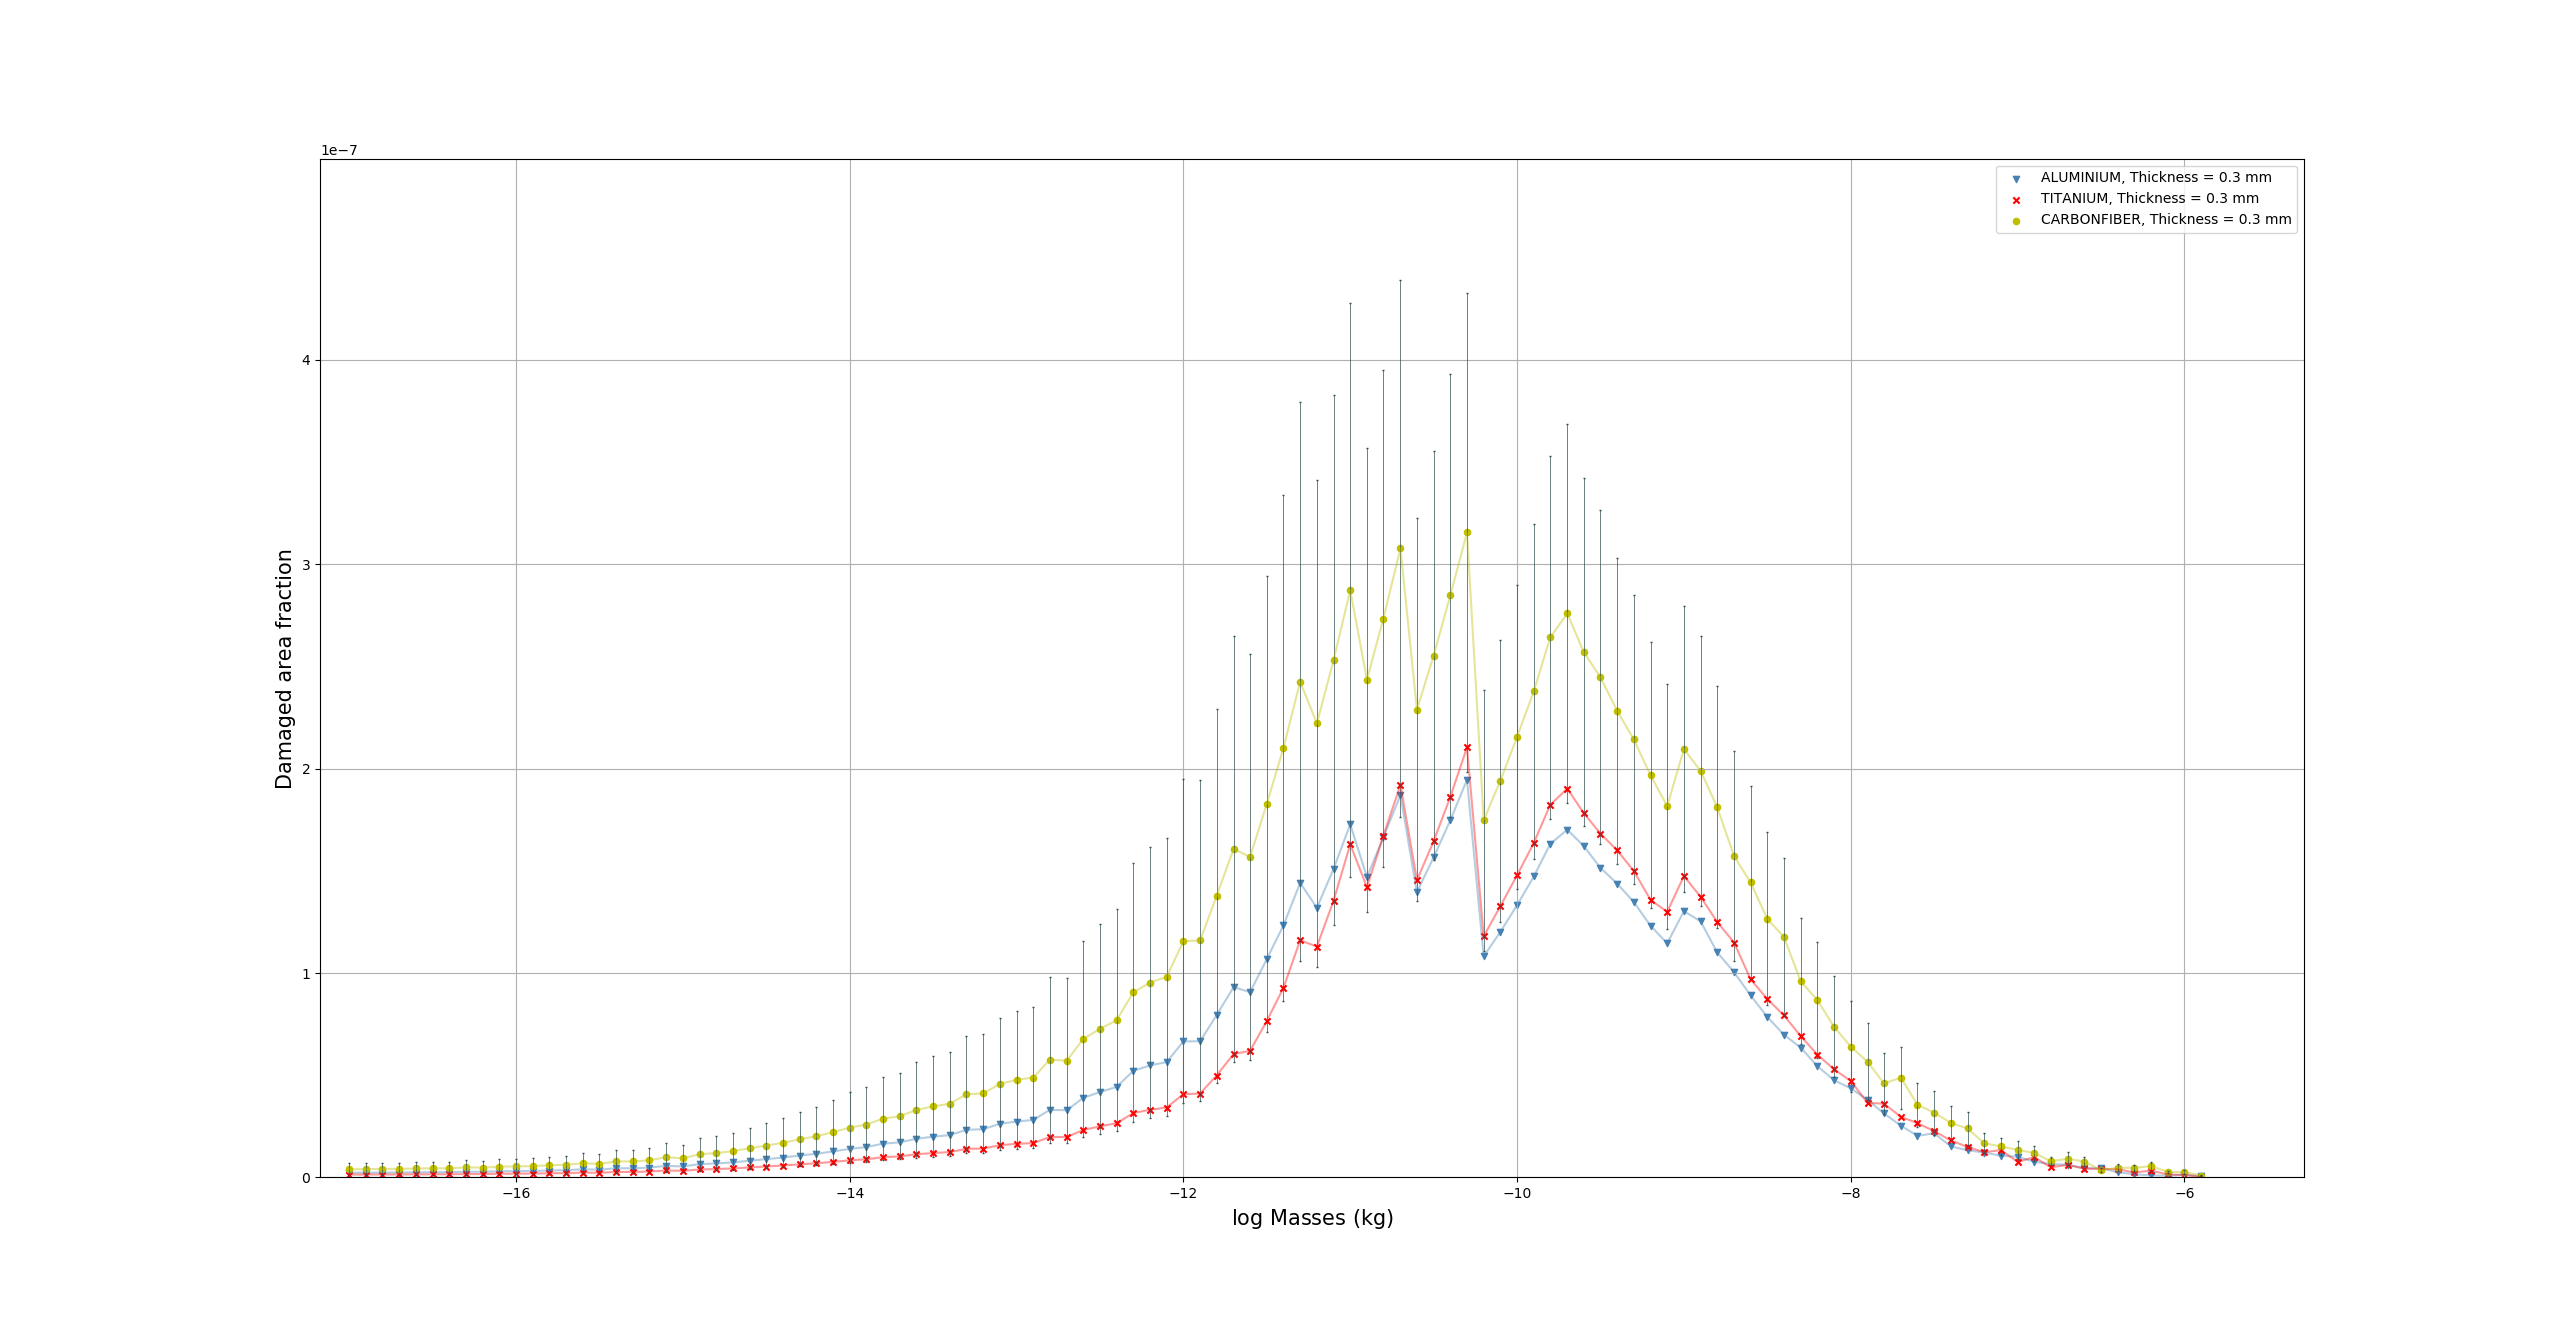 1e−7
ALUMINIUM, Thickness = 0.3 mm
TITANIUM, Thickness = 0.3 mm
CARBONFIBER, Thickness = 0.3 mm
4
3
2
1
0
Damaged area fraction
−16 −14 −12 −10 −8 −6
log Masses (kg)